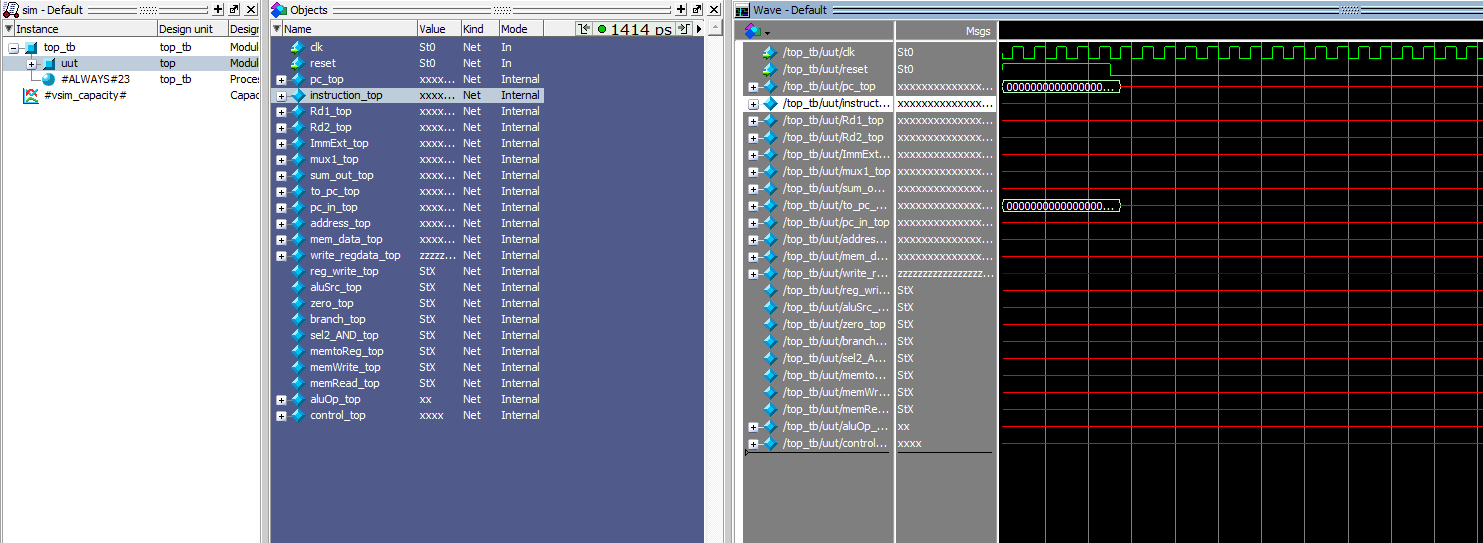 sim - Default
Instance Design unit Design
top_tb top_tb Modul
uut top Modul
#ALWAYS#23 top_tb Proce
#vsim_capacity# Capac
Objects
Name Value Kind Mode 1414 ps
clk St0 Net In
reset St0 Net In
pc_top xxxx... Net Internal
instruction_top xxxx... Net Internal
Rd1_top xxxx... Net Internal
Rd2_top xxxx... Net Internal
ImmExt_top xxxx... Net Internal
mux1_top xxxx... Net Internal
sum_out_top xxxx... Net Internal
to_pc_top xxxx... Net Internal
pc_in_top xxxx... Net Internal
address_top xxxx... Net Internal
mem_data_top xxxx... Net Internal
write_regdata_top zzzzz... Net Internal
reg_write_top StX Net Internal
aluSrc_top StX Net Internal
zero_top StX Net Internal
branch_top StX Net Internal
sel2_AND_top StX Net Internal
memtoReg_top StX Net Internal
memWrite_top StX Net Internal
memRead_top StX Net Internal
aluOp_top xx Net Internal
control_top xxxx Net Internal
Wave - Default
Msgs
/top_tb/uut/clk St0
/top_tb/uut/reset St0
/top_tb/uut/pc_top xxxxxxxxxxxxxxx... 0000000000000000...
/top_tb/uut/instruct... xxxxxxxxxxxxxxx...
/top_tb/uut/Rd1_top xxxxxxxxxxxxxxx...
/top_tb/uut/Rd2_top xxxxxxxxxxxxxxx...
/top_tb/uut/ImmExt... xxxxxxxxxxxxxxx...
/top_tb/uut/mux1_top xxxxxxxxxxxxxxx...
/top_tb/uut/sum_o... xxxxxxxxxxxxxxx...
/top_tb/uut/to_pc_... xxxxxxxxxxxxxxx... 0000000000000000...
/top_tb/uut/pc_in_top xxxxxxxxxxxxxxx...
/top_tb/uut/addres... xxxxxxxxxxxxxxx...
/top_tb/uut/mem_d... xxxxxxxxxxxxxxx...
/top_tb/uut/write_r... zzzzzzzzzzzzzzzzz...
/top_tb/uut/reg_wri... StX
/top_tb/uut/aluSrc_... StX
/top_tb/uut/zero_top StX
/top_tb/uut/branch... StX
/top_tb/uut/sel2_A... StX
/top_tb/uut/memto... StX
/top_tb/uut/memWr... StX
/top_tb/uut/memRe... StX
/top_tb/uut/aluOp_... xx
/top_tb/uut/control... xxxx